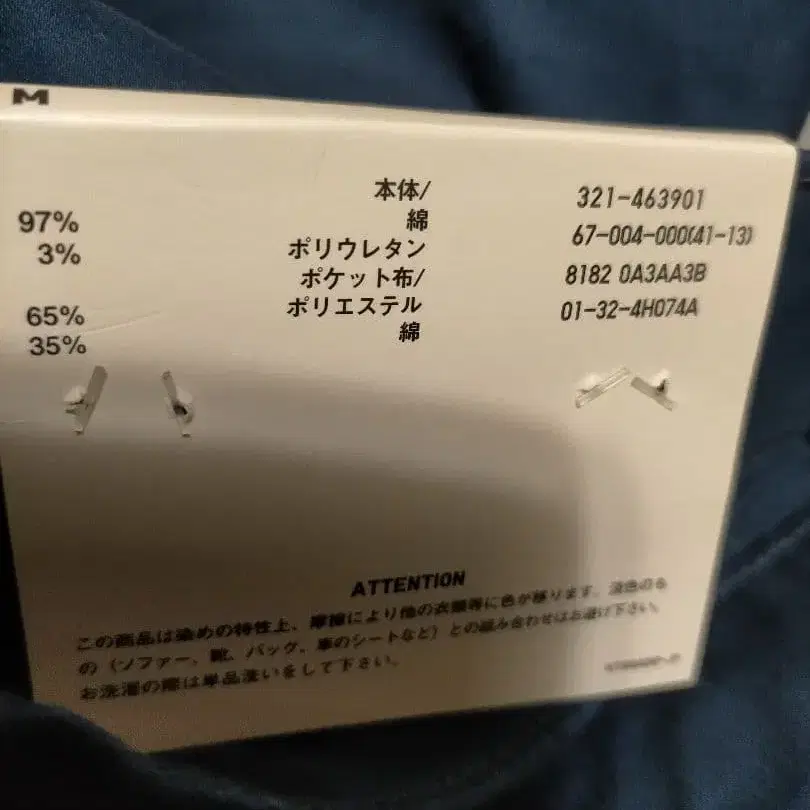 M
本体/
97% 綿
3% ポリウレタン
ポケット布/
65% ポリエステル
35% 綿
321-463901
67-004-000(41-13)
8182 0A3AA3B
01-32-4H074A
ATTENTION
この商品は染めの特性上、摩擦により他の衣類等に色が移ります。淡色のも
の(ソファー、靴、バッグ、車のシートなど)との組み合わせはお避け下さい。
お洗濯の際は単品洗いをして下さい。